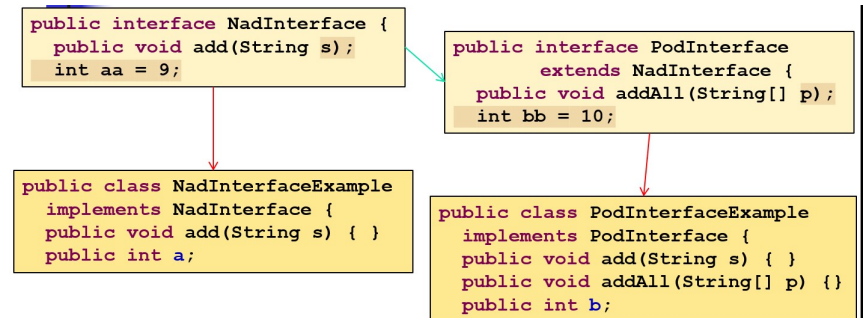 public interface NadInterface {
public void add(String s);
int aa = 9;
public interface PodInterface
extends NadInterface {
public void addAll(String[] p);
int bb = 10;
public class NadInterfaceExample
implements NadInterface {
public void add(String s) { }
public int a;
public class PodInterfaceExample
implements PodInterface {
public void add(String s) { }
public void addAll(String[] p) {}
public int b;